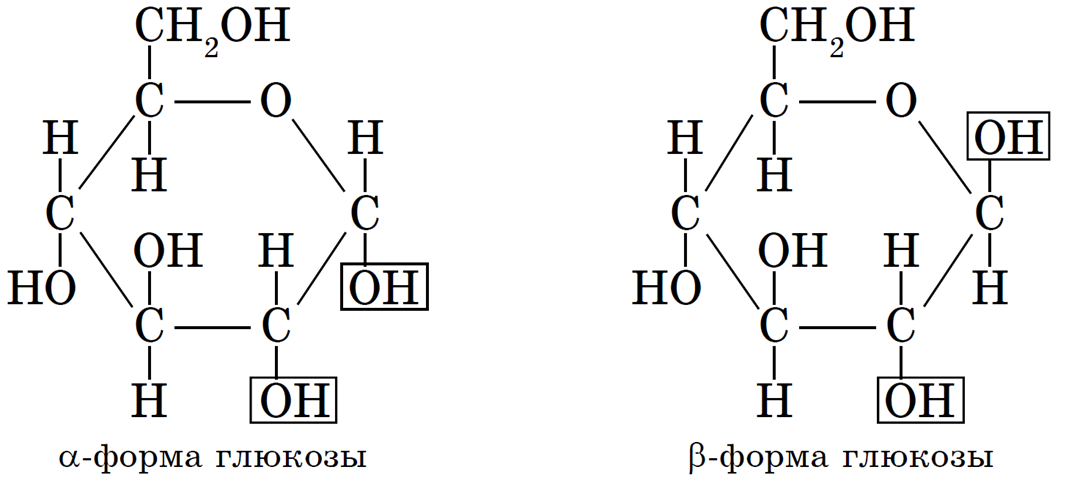 CH2OH CH2OH
C O C O OH
H H H
H H C
C C C
OH H OH H
HO OH HO H
C C C C
H OH H OH
α-форма глюкозы β-форма глюкозы